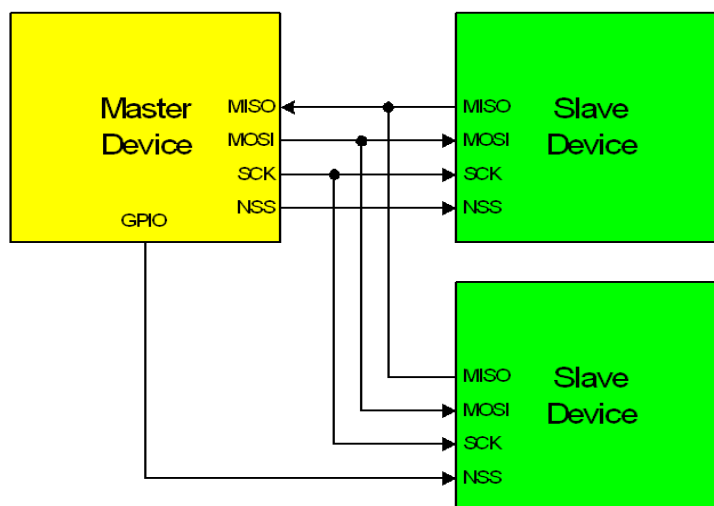 Master
Device
MISO
MOSI
SCK
NSS
GPIO
MISO
MOSI
SCK
NSS
Slave
Device
MISO
MOSI
SCK
NSS
Slave
Device